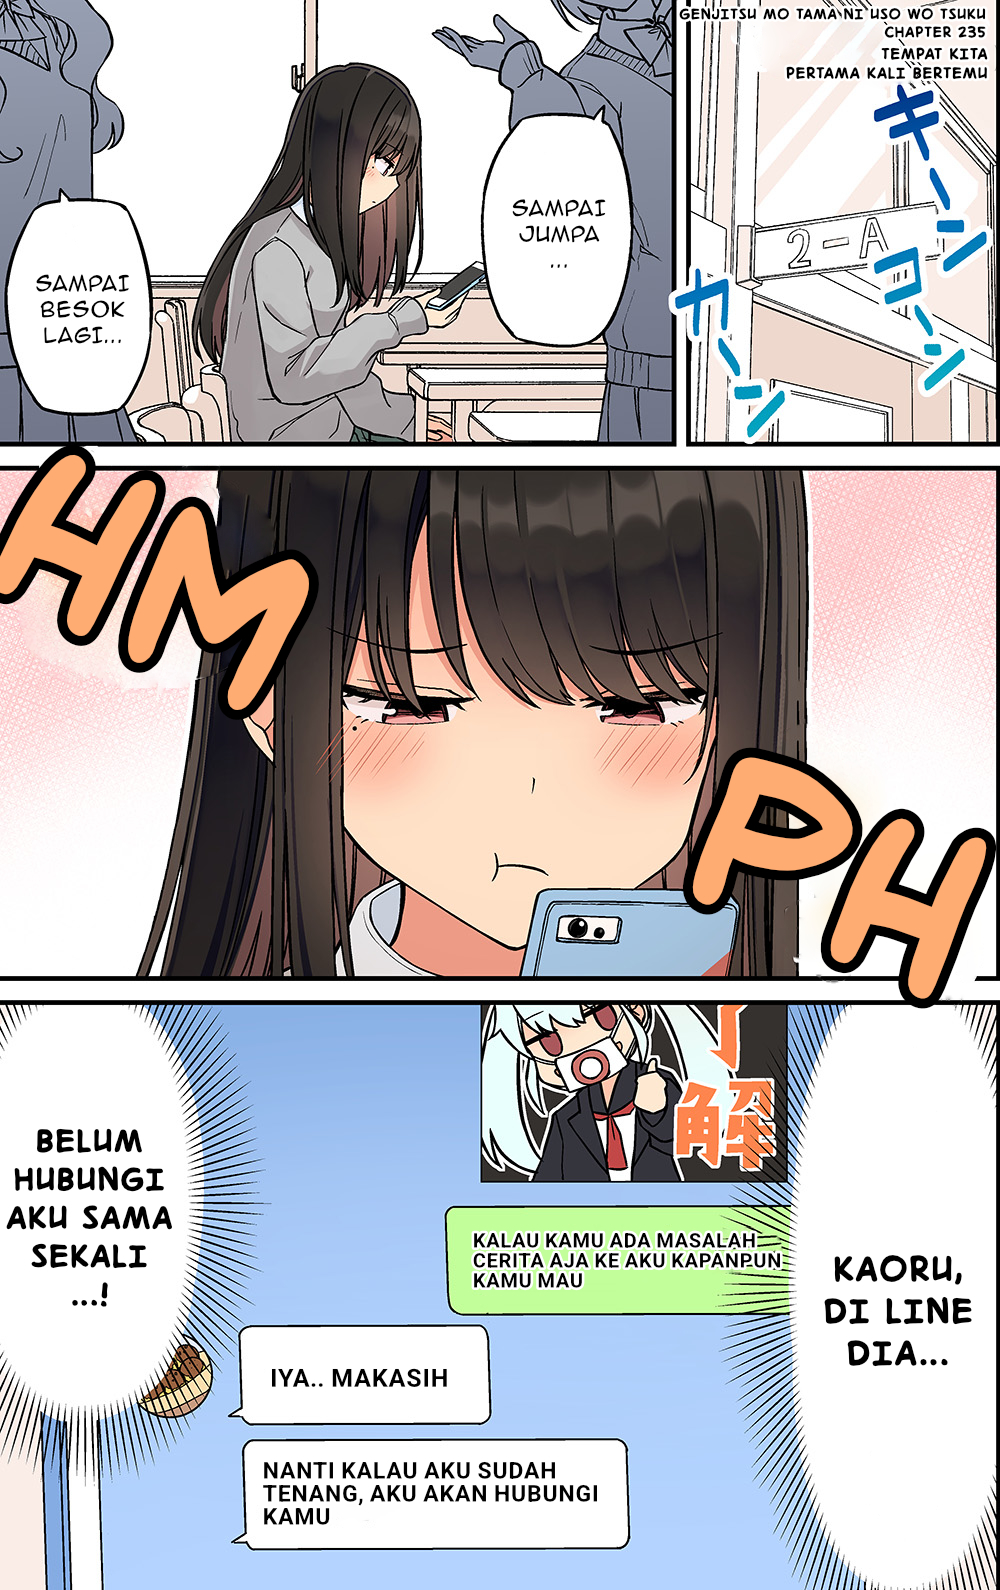 GENJITSU MO TAMA NI USO WO TSUKU
CHAPTER 235
TEMPAT KITA
PERTAMA KALI BERTEMU
キーン
コーン
カーン
2-A
SAMPAI
JUMPA
...
SAMPAI
BESOK
LAGI...
HM
PH
KAORU,
DI LINE
DIA...
BELUM
HUBUNGI
AKU SAMA
SEKALI
...!
了
解
KALAU KAMU ADA MASALAH
CERITA AJA KE AKU KAPANPUN
KAMU MAU
IYA.. MAKASIH
NANTI KALAU AKU SUDAH
TENANG, AKU AKAN HUBUNGI
KAMU